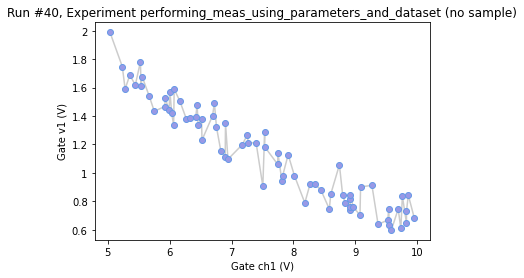 Run #40, Experiment performing_meas_using_parameters_and_dataset (no sample)
Gate v1 (V)
2
1.8
1.6
1.4
1.2
1
0.8
0.6
5 6 7 8 9 10
Gate ch1 (V)